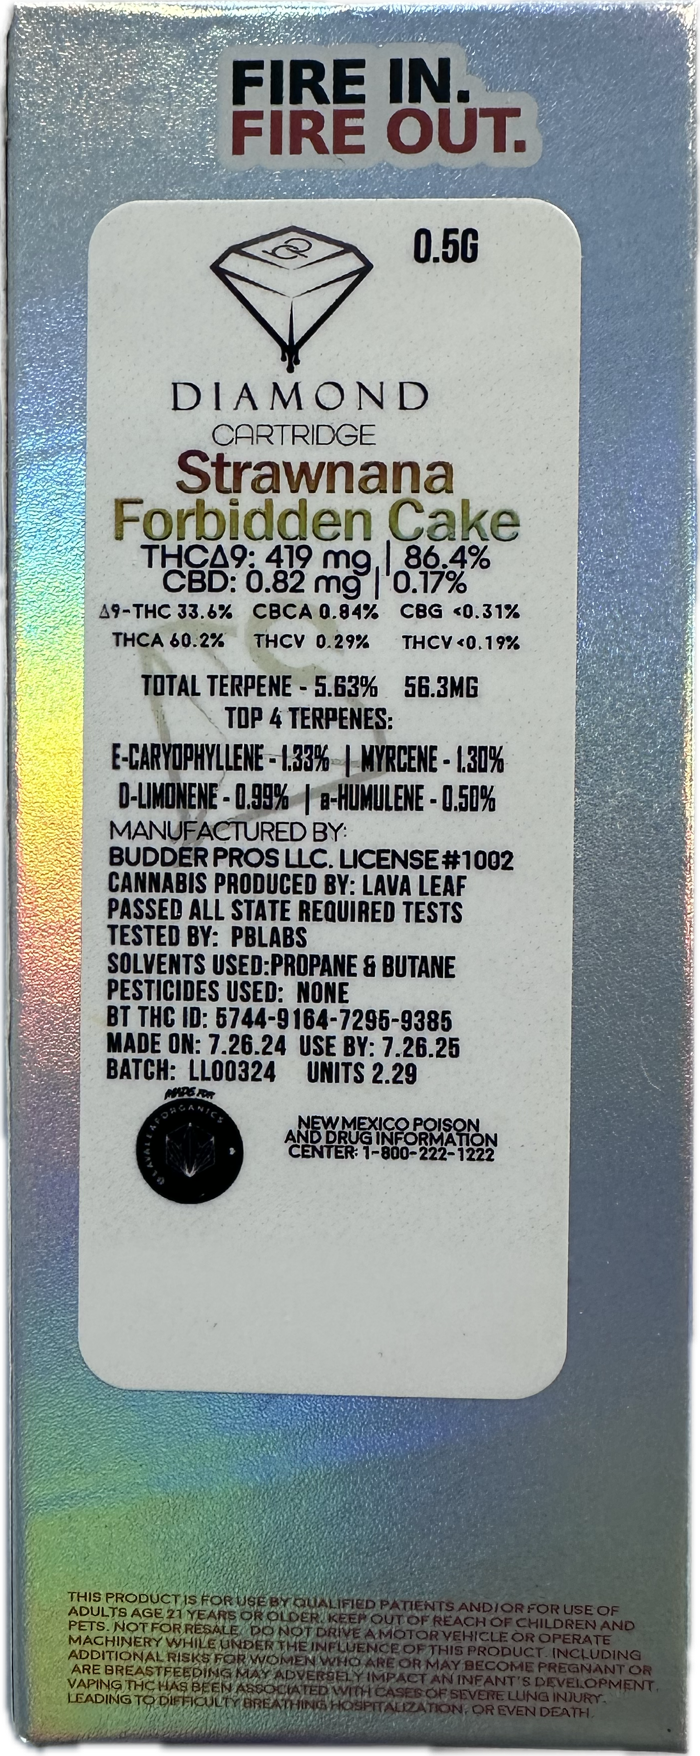 FIRE IN.
FIRE OUT.
0.5G
DIAMOND
CARTRIDGE
Strawnana
Forbidden Cake
THCΔ9: 419 mg | 86.4%
CBD: 0.82 mg | 0.17%
Δ9-THC 33.6% CBCA 0.84% CBG <0.31%
THCA 60.2% THCV 0.29% THCV <0.19%
TOTAL TERPENE - 5.63% 56.3MG
TOP 4 TERPENES:
E-CARYOPHYLLENE - 1.33% | MYRCENE - 1.30%
D-LIMONENE - 0.99% | a-HUMULENE - 0.50%
MANUFACTURED BY:
BUDDER PROS LLC. LICENSE#1002
CANNABIS PRODUCED BY: LAVA LEAF
PASSED ALL STATE REQUIRED TESTS
TESTED BY: PBLABS
SOLVENTS USED:PROPANE & BUTANE
PESTICIDES USED: NONE
BT THC ID: 5744-9164-7295-9385
MADE ON: 7.26.24 USE BY: 7.26.25
BATCH: LL00324 UNITS 2.29
MADE FOR
@LAVALEAFORGANICS
NEW MEXICO POISON
AND DRUG INFORMATION
CENTER: 1-800-222-1222
THIS PRODUCT IS FOR USE BY QUALIFIED PATIENTS AND/OR FOR USE OF
ADULTS AGE 21 YEARS OR OLDER. KEEP OUT OF REACH OF CHILDREN AND
PETS. NOT FOR RESALE. DO NOT DRIVE A MOTOR VEHICLE OR OPERATE
MACHINERY WHILE UNDER THE INFLUENCE OF THIS PRODUCT. INCLUDING
ADDITIONAL RISKS FOR WOMEN WHO ARE OR MAY BECOME PREGNANT OR
ARE BREASTFEEDING MAY ADVERSELY IMPACT AN INFANT'S DEVELOPMENT.
VAPING THC HAS BEEN ASSOCIATED WITH CASES OF SEVERE LUNG INJURY.
LEADING TO DIFFICULTY BREATHING HOSPITALIZATION, OR EVEN DEATH.